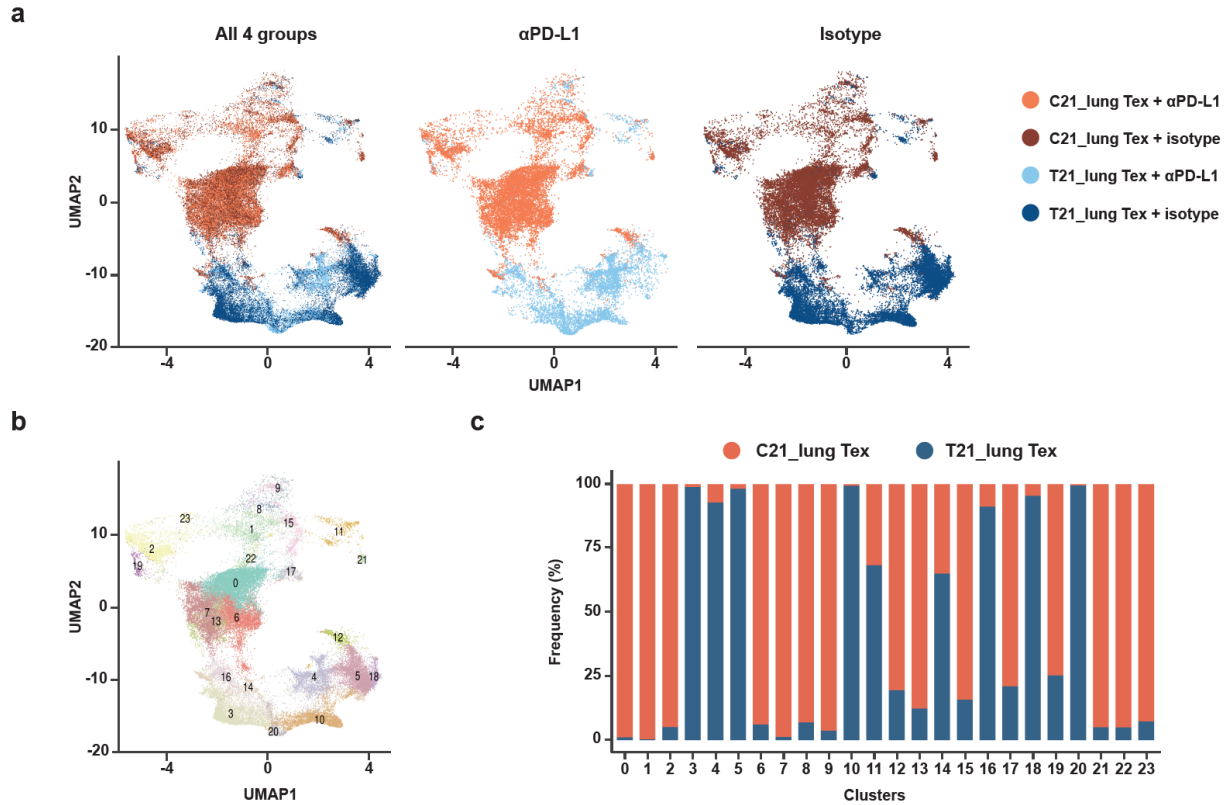 a
All 4 groups
αPD-L1
Isotype
UMAP2
10
0
-10
-20
-4
0
4
-4
0
4
-4
0
4
UMAP1
C21_lung Tex + αPD-L1
C21_lung Tex + isotype
T21_lung Tex + αPD-L1
T21_lung Tex + isotype
b
UMAP2
10
0
-10
-20
-4
0
4
UMAP1
9
8
23
1
15
11
2
22
21
19
17
0
7
6
13
12
16
4
5
18
14
3
10
20
c
C21_lung Tex
T21_lung Tex
Frequency (%)
100
75
50
25
0
0 1 2 3 4 5 6 7 8 9 10 11 12 13 14 15 16 17 18 19 20 21 22 23
Clusters